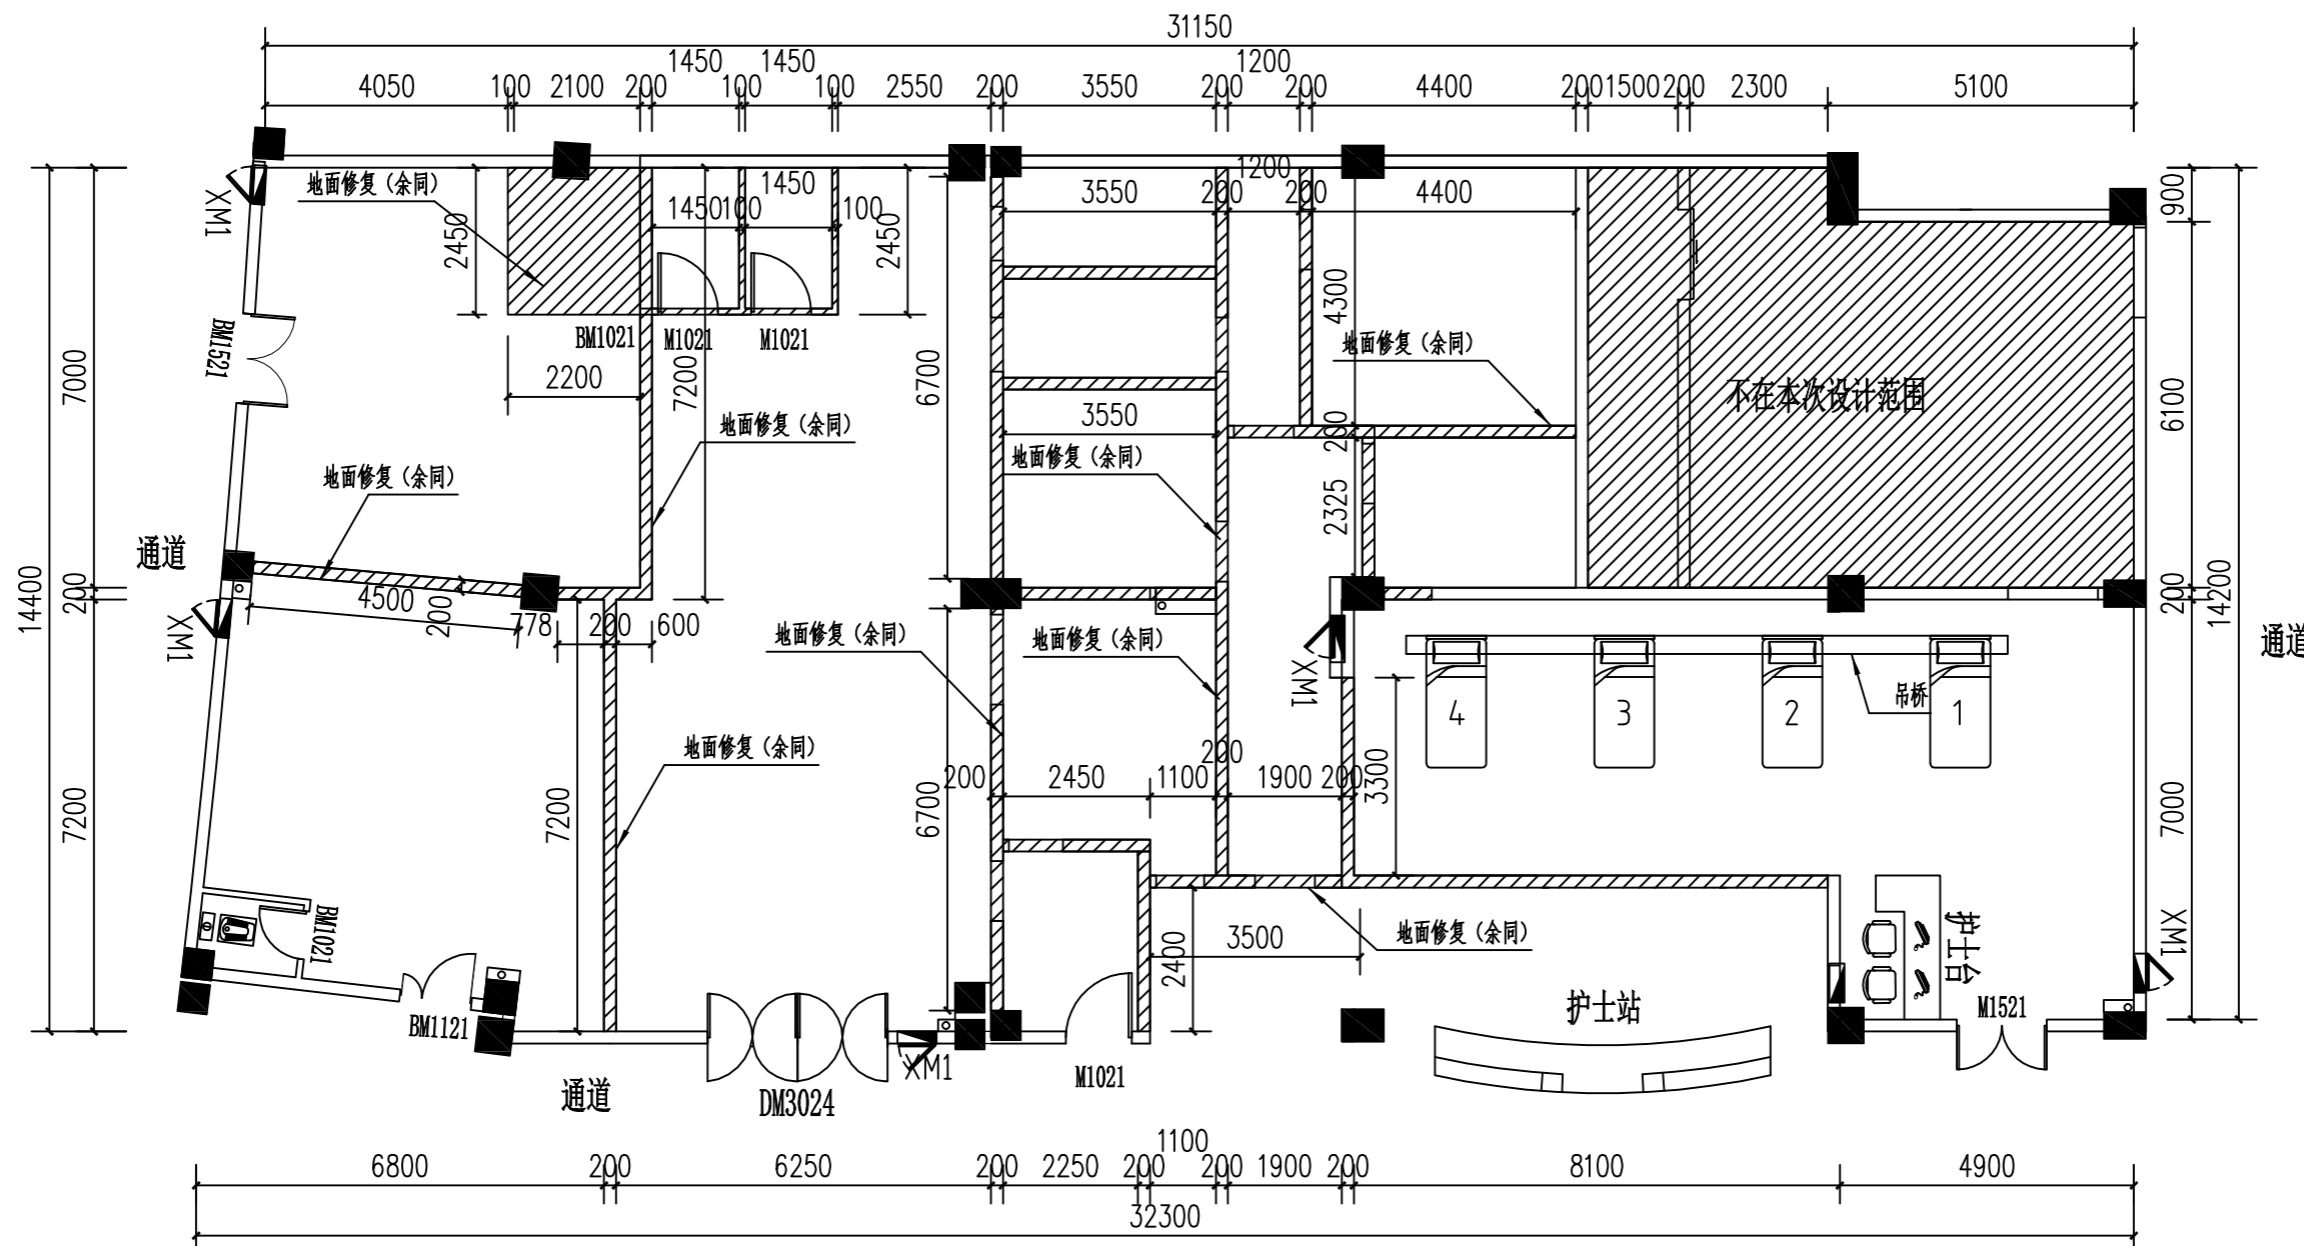 31150
1450 1450 1200
4050 100 2100 200 100 100 2550 200 3550 200 200 4400 200 1500 200 2300 5100
1200
地面修复(余同) 1450 3550 200 200 4400
XM1 1450 100 100 900
2450 2450
4300
BM1521 BM1021 M1021 M1021 地面修复(余同)
7000 2200 7200 6700 不在本次设计范围 6100
地面修复(余同) 3550 200
地面修复(余同) 地面修复(余同)
2325
通道
14400 200 4500 200 200 14200
XM1 778 200 600 地面修复(余同) 地面修复(余同) 通道
XM1 吊桥
4 3 2 1
地面修复(余同) 200
200 2450 1100 1900 200 3300
7200 7200 6700 7000
BM1021 3500 地面修复(余同) 护士台 XM1
2400
BM1121 护士站 M1521
XM1 M1021
通道 DM3024
1100
6800 200 6250 200 2250 200 200 1900 200 8100 4900
32300